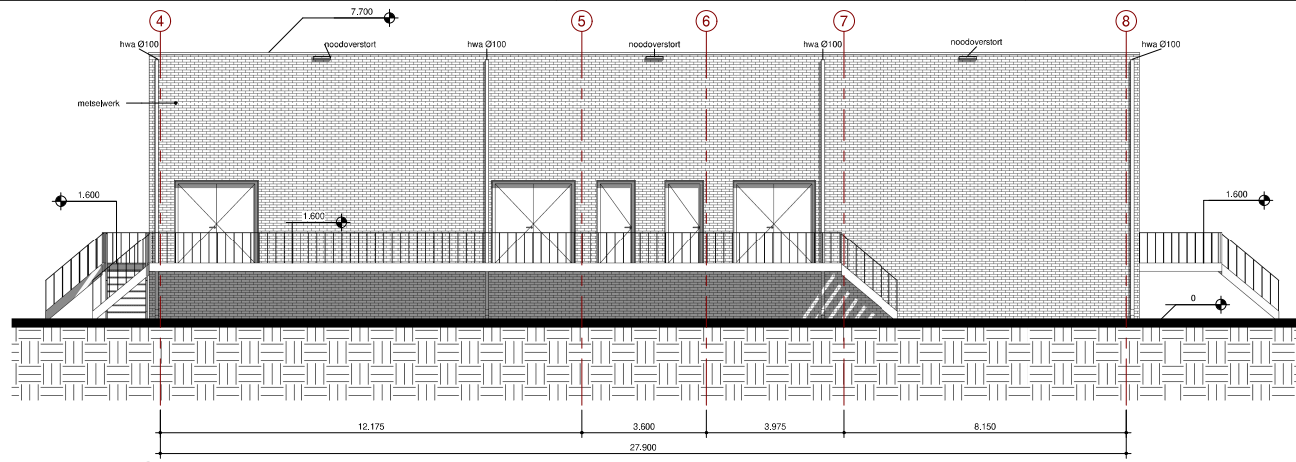 7.700
4
5
6
7
8
hwa Ø100
noodoverstort
hwa Ø100
noodoverstort
hwa Ø100
noodoverstort
hwa Ø100
metselwerk
1.600
1.600
1.600
0
12.175
3.600
3.975
8.150
27.900